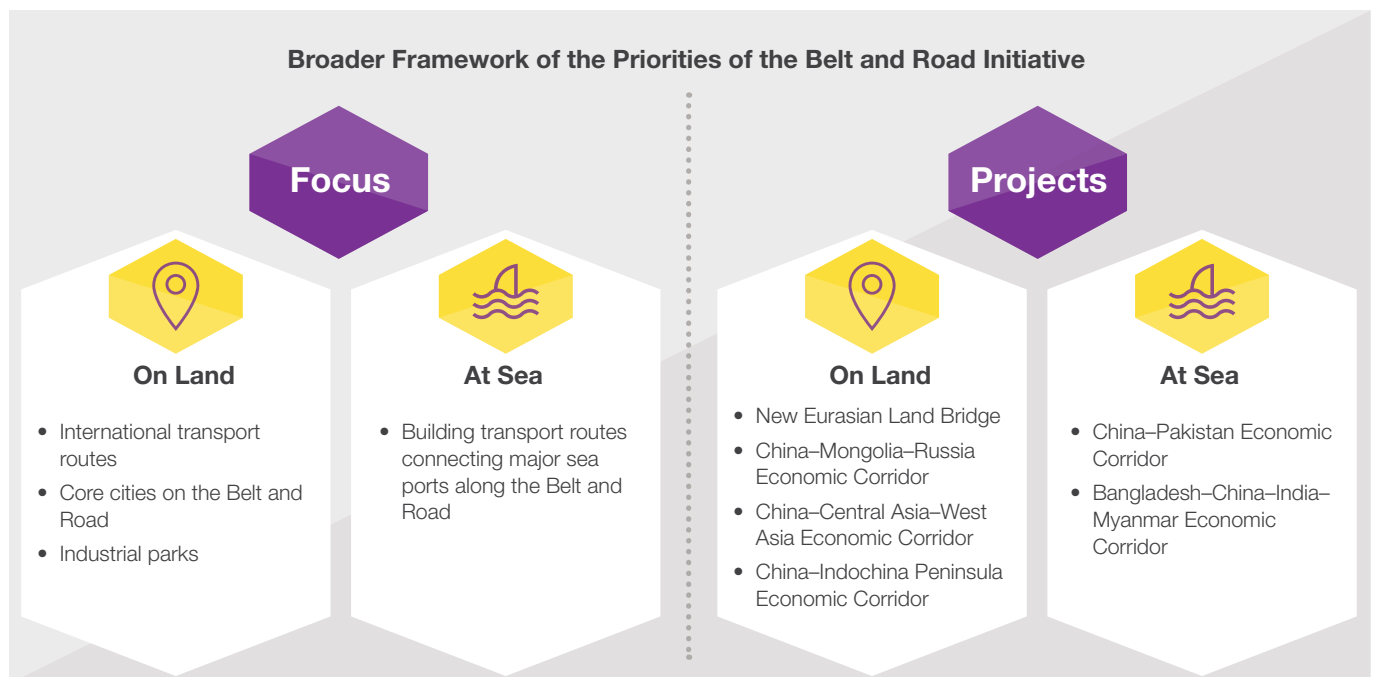 Broader Framework of the Priorities of the Belt and Road Initiative
Focus
On Land
• International transport
routes
• Core cities on the Belt and
Road
• Industrial parks
At Sea
• Building transport routes
connecting major sea
ports along the Belt and
Road
Projects
On Land
• New Eurasian Land Bridge
• China–Mongolia–Russia
Economic Corridor
• China–Central Asia–West
Asia Economic Corridor
• China–Indochina Peninsula
Economic Corridor
At Sea
• China–Pakistan Economic
Corridor
• Bangladesh–China–India–
Myanmar Economic
Corridor